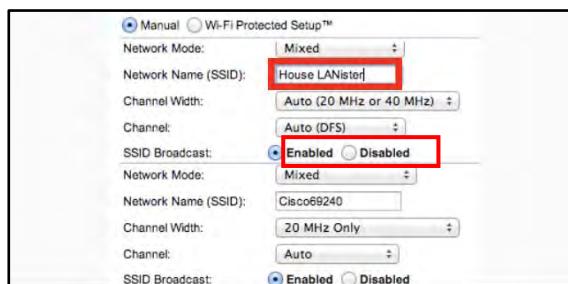 Manual Wi-Fi Protected Setup™
Network Mode: Mixed
Network Name (SSID): House LANister
Channel Width: Auto (20 MHz or 40 MHz)
Channel: Auto (DFS)
SSID Broadcast: Enabled Disabled
Network Mode: Mixed
Network Name (SSID): Cisco69240
Channel Width: 20 MHz Only
Channel: Auto
SSID Broadcast: Enabled Disabled